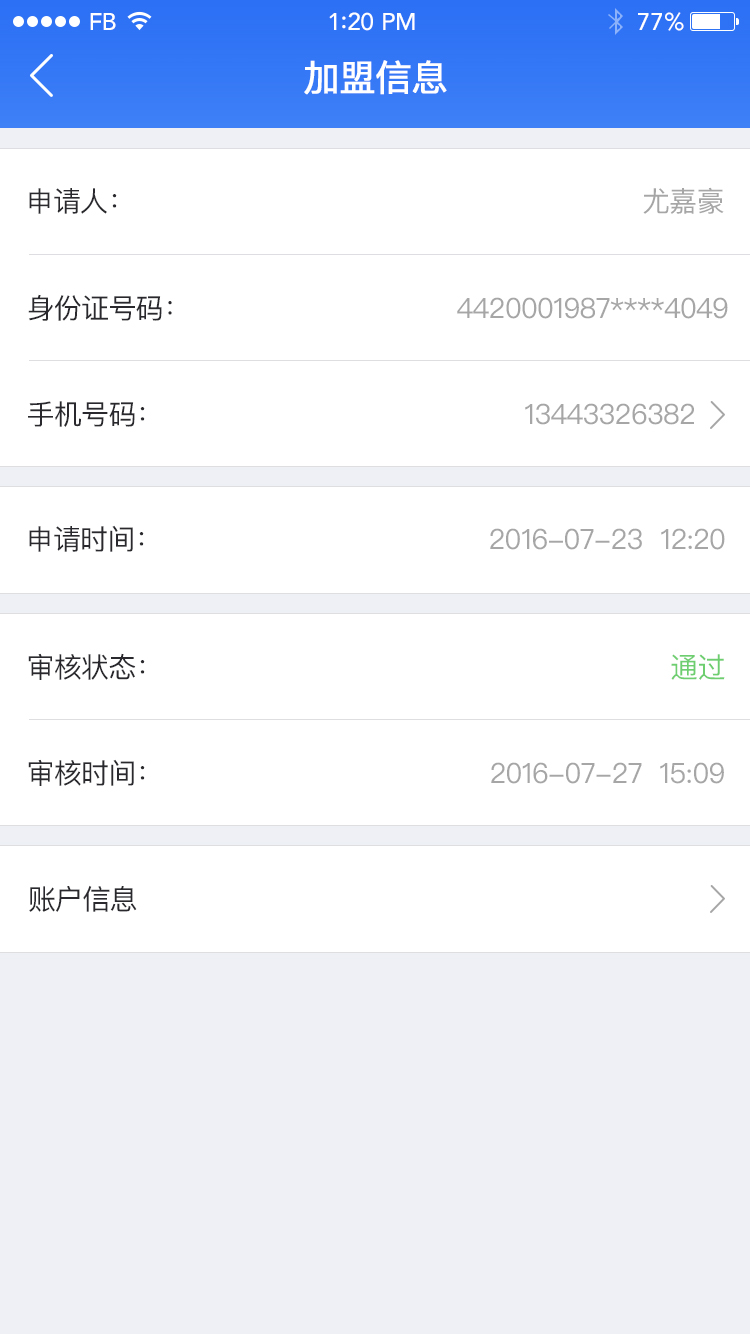 FB 1:20 PM 77%
加盟信息
申请人： 尤嘉豪
身份证号码： 4420001987****4049
手机号码： 13443326382
申请时间： 2016-07-23 12:20
审核状态： 通过
审核时间： 2016-07-27 15:09
账户信息